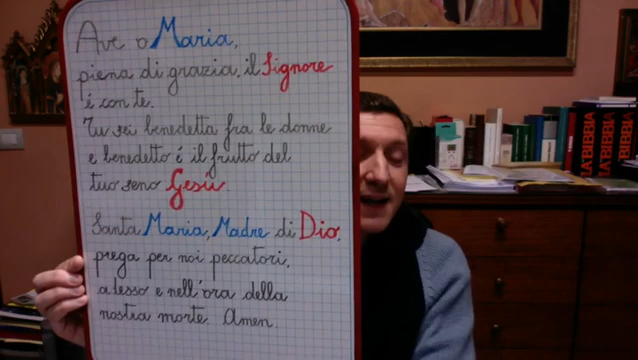 Ave o Maria,
piena di grazia, il Signore
é con te.
Tu sei benedetta fra le donne
e benedetto é il frutto del
tuo seno Gesù.
Santa Maria, Madre di Dio,
prega per noi peccatori,
adesso e nell'ora della
nostra morte. Amen.
LA BIBBIA
LA BIBBIA